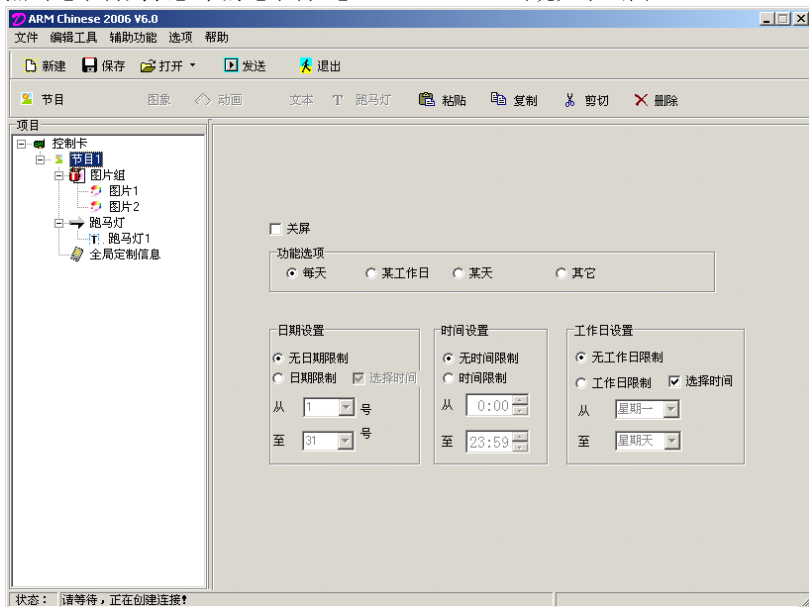 ARM Chinese 2006 V6.0
文件 编辑工具 辅助功能 选项 帮助
新建 保存 打开 发送 退出
节目 图象 动画 文本 T 跑马灯 粘贴 复制 剪切 删除
项目
控制卡
节目1
图片组
图片1
图片2
跑马灯
跑马灯1
全局定制信息
关屏
功能选项
每天 某工作日 某天 其它
日期设置 时间设置 工作日设置
无日期限制 无时间限制 无工作日限制
日期限制 选择时间 时间限制 工作日限制 选择时间
从 1 号 从 0:00 从 星期一
至 31 号 至 23:59 至 星期天
状态: 请等待,正在创建连接!